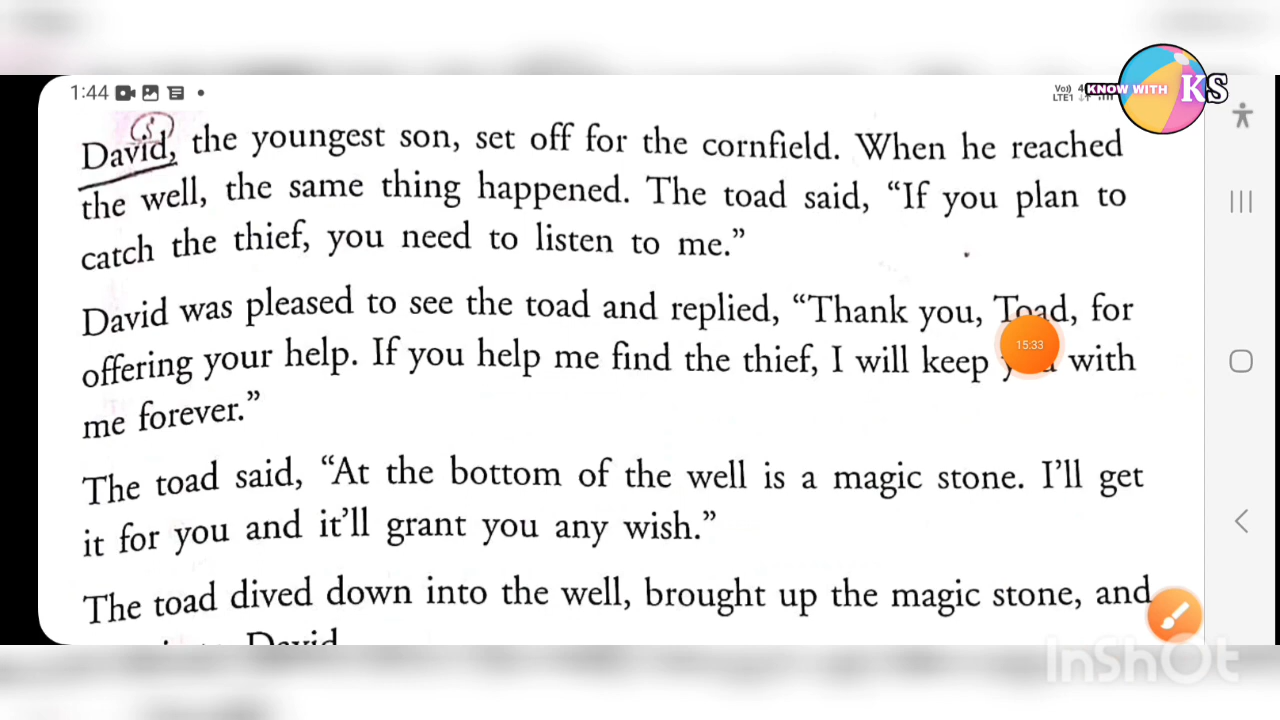 1:44
Vo)) 4
LTE1
KNOW WITH KS
S
David, the youngest son, set off for the cornfield. When he reached
the well, the same thing happened. The toad said, “If you plan to
catch the thief, you need to listen to me.”
David was pleased to see the toad and replied, “Thank you, Toad, for
15:33
offering your help. If you help me find the thief, I will keep you with
me forever.”
The toad said, “At the bottom of the well is a magic stone. I’ll get
it for you and it’ll grant you any wish.”
The toad dived down into the well, brought up the magic stone, and
David
InShOt